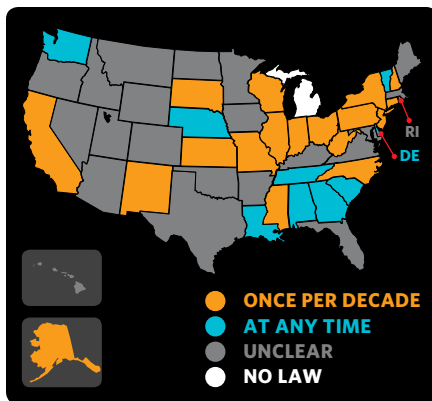 RI
DE
ONCE PER DECADE
AT ANY TIME
UNCLEAR
NO LAW